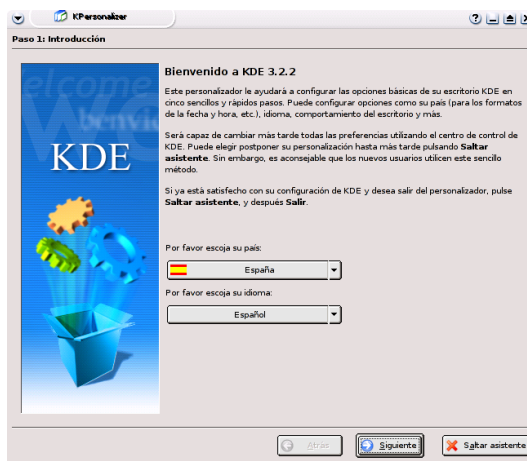 KPersonalizer
Paso 1: Introducción
Welcome
KDE
Bienvenido a KDE 3.2.2
Este personalizador le ayudará a configurar las opciones básicas de su escritorio KDE en
cinco sencillos y rápidos pasos. Puede configurar opciones como su país (para los formatos
de la fecha y hora, etc.), idioma, comportamiento del escritorio y más.
Será capaz de cambiar más tarde todas las preferencias utilizando el centro de control de
KDE. Puede elegir postponer su personalización hasta más tarde pulsando Saltar
asistente. Sin embargo, es aconsejable que los nuevos usuarios utilicen este sencillo
método.
Si ya está satisfecho con su configuración de KDE y desea salir del personalizador, pulse
Saltar asistente, y después Salir.
Por favor escoja su país:
España
Por favor escoja su idioma:
Español
Atrás
Siguiente
Saltar asistente